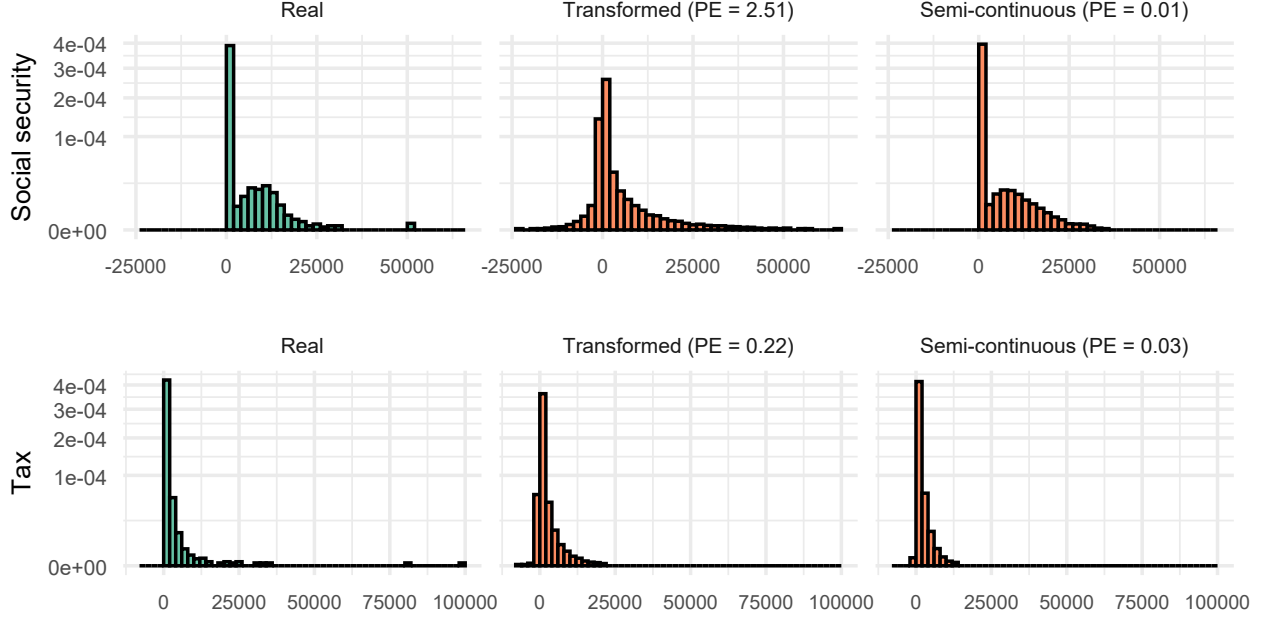 Real
Transformed (PE = 2.51)
Semi-continuous (PE = 0.01)
Social security
4e-04
3e-04
2e-04
1e-04
0e+00
-25000 0 25000 50000
-25000 0 25000 50000
-25000 0 25000 50000
Real
Transformed (PE = 0.22)
Semi-continuous (PE = 0.03)
Tax
4e-04
3e-04
2e-04
1e-04
0e+00
0 25000 50000 75000 100000
0 25000 50000 75000 100000
0 25000 50000 75000 100000